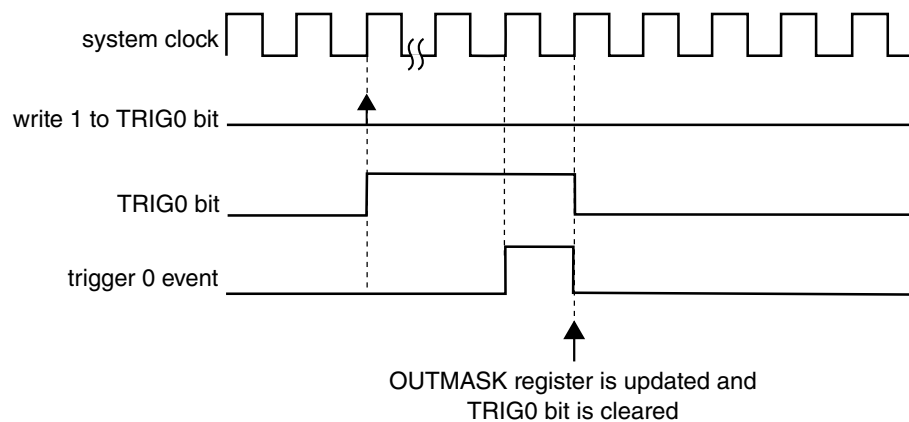 system clock
write 1 to TRIG0 bit
TRIG0 bit
trigger 0 event
OUTMASK register is updated and
TRIG0 bit is cleared